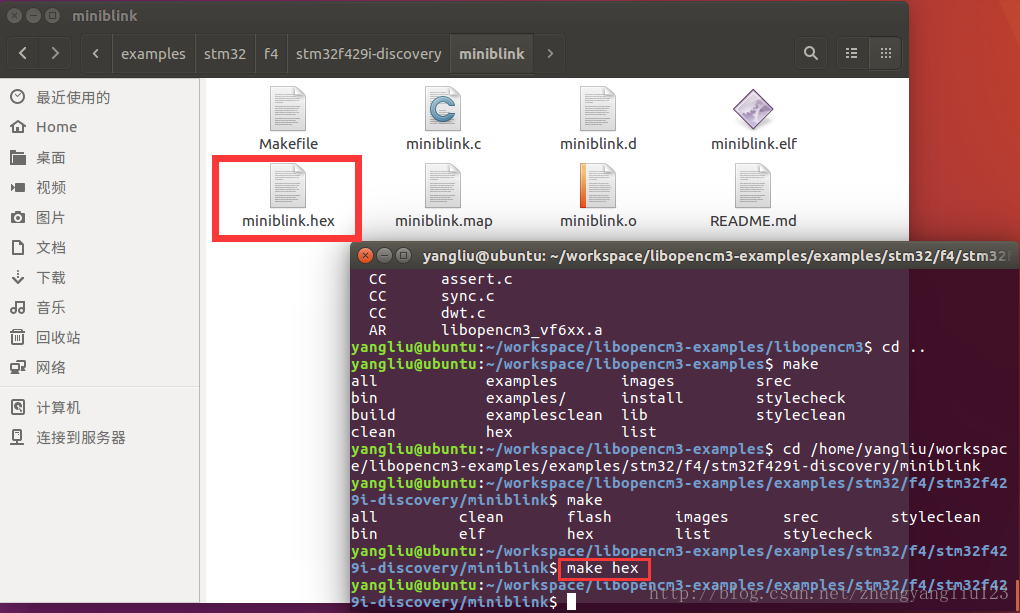 miniblink
examples stm32 f4 stm32f429i-discovery miniblink
最近使用的
Home
桌面
视频
图片
文档
下载
音乐
回收站
网络
计算机
连接到服务器
Makefile miniblink.c miniblink.d miniblink.elf
miniblink.hex miniblink.map miniblink.o README.md
yangliu@ubuntu: ~/workspace/libopencm3-examples/examples/stm32/f4/stm32f
CC assert.c
CC sync.c
CC dwt.c
AR libopencm3_vf6xx.a
yangliu@ubuntu:~/workspace/libopencm3-examples/libopencm3$ cd ..
yangliu@ubuntu:~/workspace/libopencm3-examples$ make
all examples images srec
bin examples/ install stylecheck
build examplesclean lib styleclean
clean hex list
yangliu@ubuntu:~/workspace/libopencm3-examples$ cd /home/yangliu/workspac
e/libopencm3-examples/examples/stm32/f4/stm32f429i-discovery/miniblink
yangliu@ubuntu:~/workspace/libopencm3-examples/examples/stm32/f4/stm32f42
9i-discovery/miniblink$ make
all clean flash images srec styleclean
bin elf hex list stylecheck
yangliu@ubuntu:~/workspace/libopencm3-examples/examples/stm32/f4/stm32f42
9i-discovery/miniblink$ make hex
yangliu@ubuntu:~/workspace/libopencm3-examples/examples/stm32/f4/stm32f42
9i-discovery/miniblink$
http://blog.csdn.net/zhengyangliu123